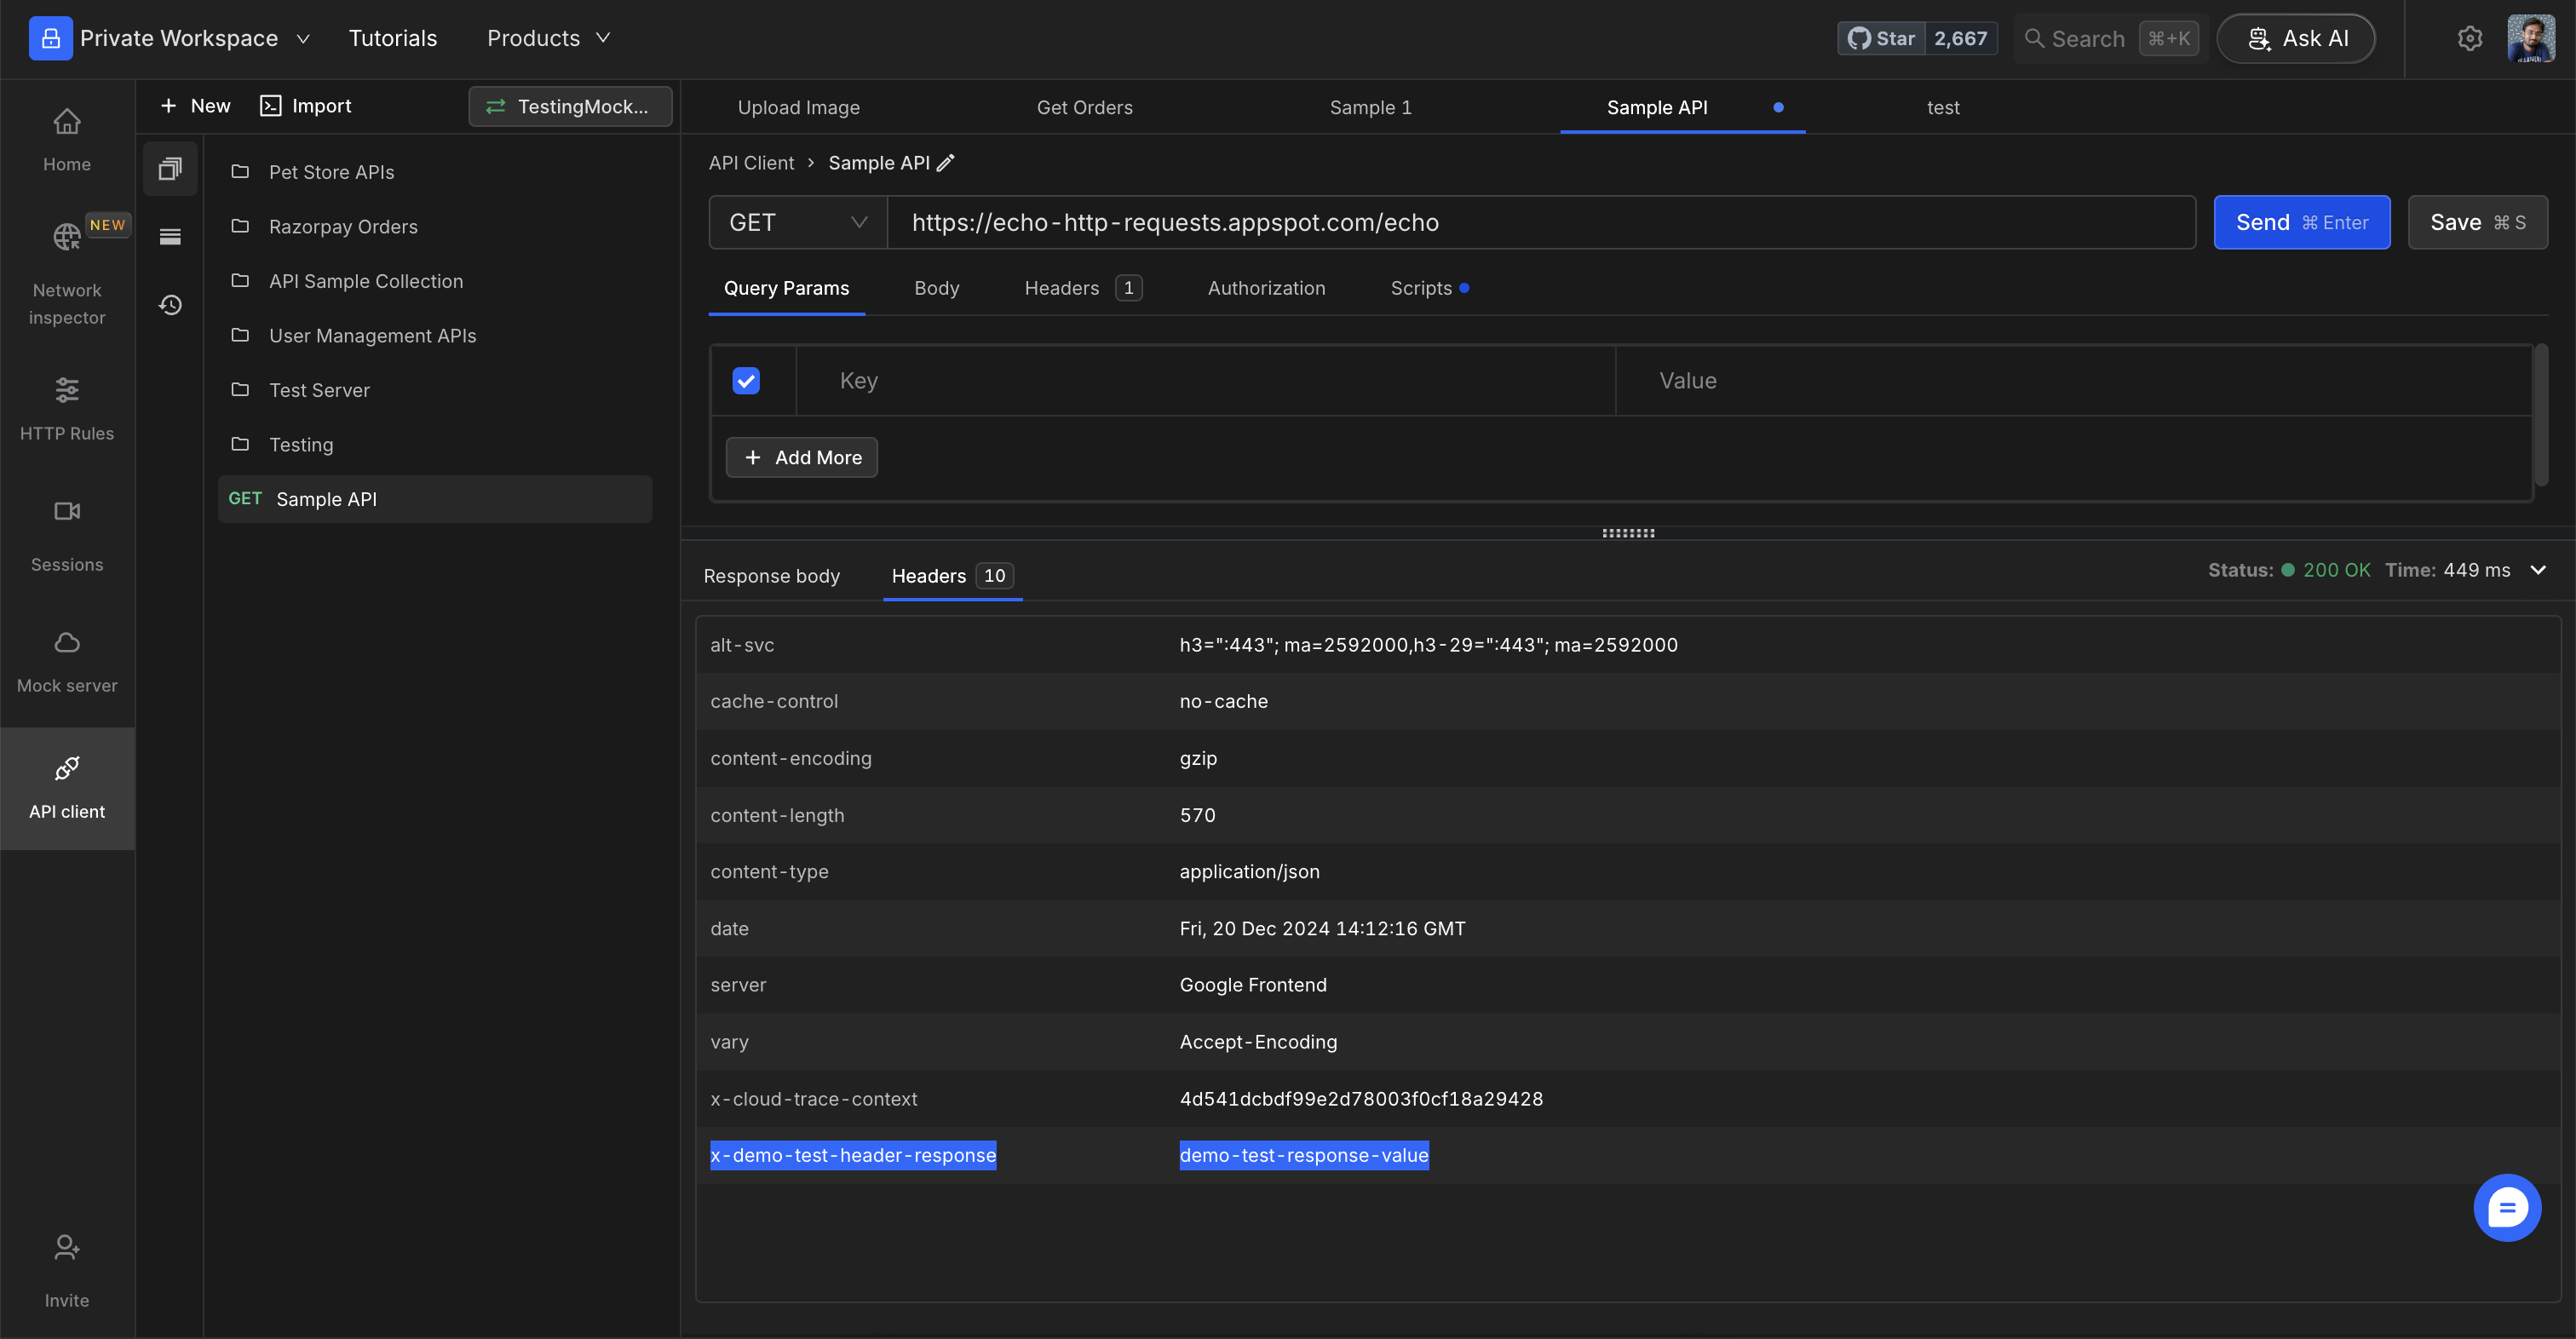 Private Workspace
Tutorials
Products
Star 2,667
Search ⌘+K
Ask AI
Home
NEW
Network
inspector
HTTP Rules
Sessions
Mock server
API client
Invite
+ New
Import
TestingMock...
Pet Store APIs
Razorpay Orders
API Sample Collection
User Management APIs
Test Server
Testing
GET Sample API
Upload Image
Get Orders
Sample 1
Sample API
test
API Client > Sample API
GET
https://echo-http-requests.appspot.com/echo
Send ⌘ Enter
Save ⌘ S
Query Params
Body
Headers 1
Authorization
Scripts
Key
Value
+ Add More
Response body
Headers 10
Status: 200 OK Time: 449 ms
alt-svc h3=":443"; ma=2592000,h3-29=":443"; ma=2592000
cache-control no-cache
content-encoding gzip
content-length 570
content-type application/json
date Fri, 20 Dec 2024 14:12:16 GMT
server Google Frontend
vary Accept-Encoding
x-cloud-trace-context 4d541dcbdf99e2d78003f0cf18a29428
x-demo-test-header-response demo-test-response-value